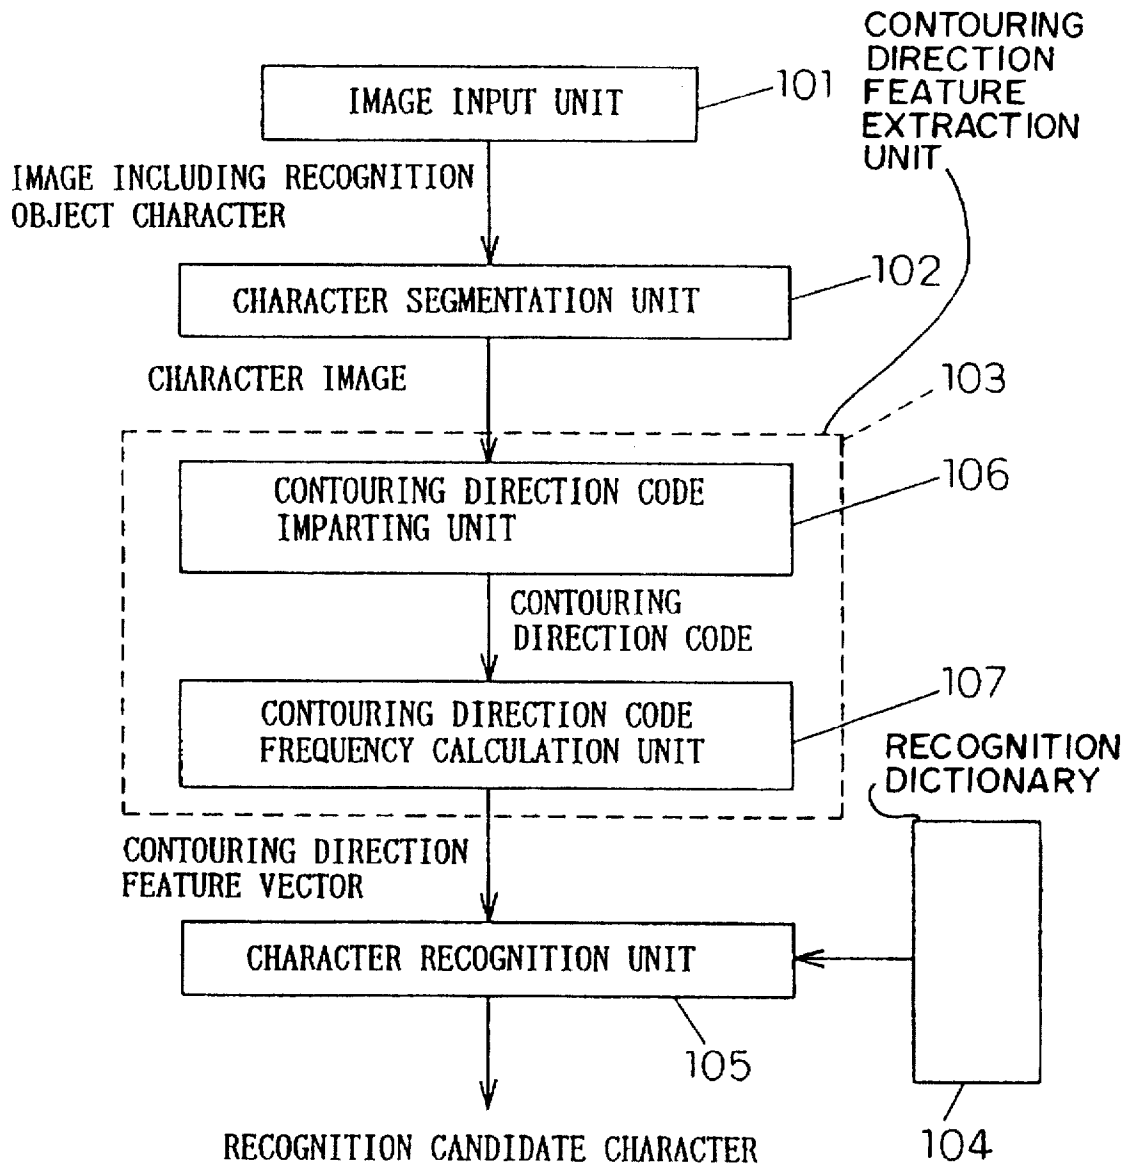 CONTOURING
DIRECTION
FEATURE
EXTRACTION
UNIT
IMAGE INPUT UNIT
101
IMAGE INCLUDING RECOGNITION
OBJECT CHARACTER
102
CHARACTER SEGMENTATION UNIT
CHARACTER IMAGE
103
CONTOURING DIRECTION CODE
IMPARTING UNIT
106
CONTOURING
DIRECTION CODE
107
CONTOURING DIRECTION CODE
FREQUENCY CALCULATION UNIT
RECOGNITION
DICTIONARY
CONTOURING DIRECTION
FEATURE VECTOR
CHARACTER RECOGNITION UNIT
105
104
RECOGNITION CANDIDATE CHARACTER